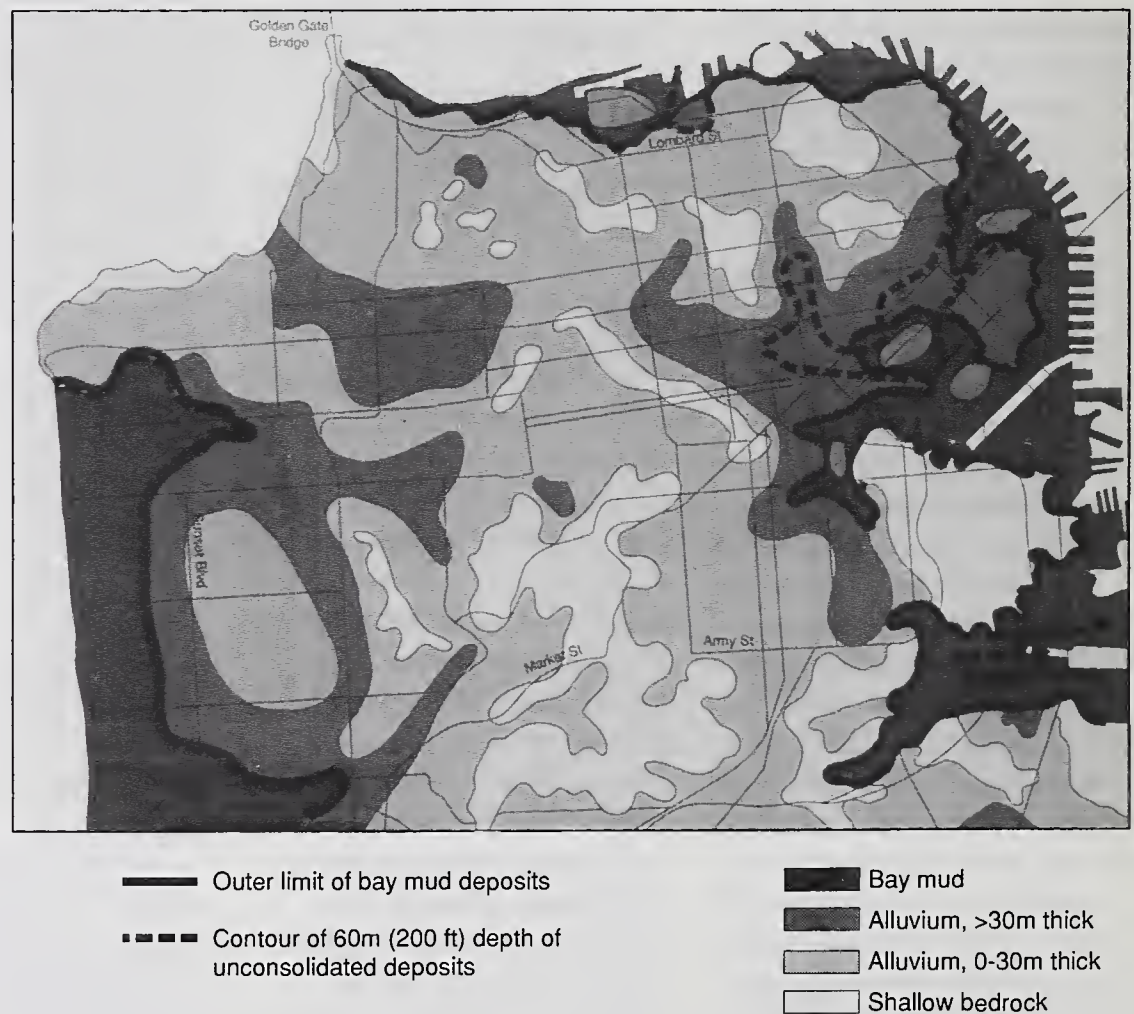 Golden Gate
Bridge
Lombard St
Sunset Blvd
Army St
Market St
Outer limit of bay mud deposits
Contour of 60m (200 ft) depth of
unconsolidated deposits
Bay mud
Alluvium, >30m thick
Alluvium, 0-30m thick
Shallow bedrock